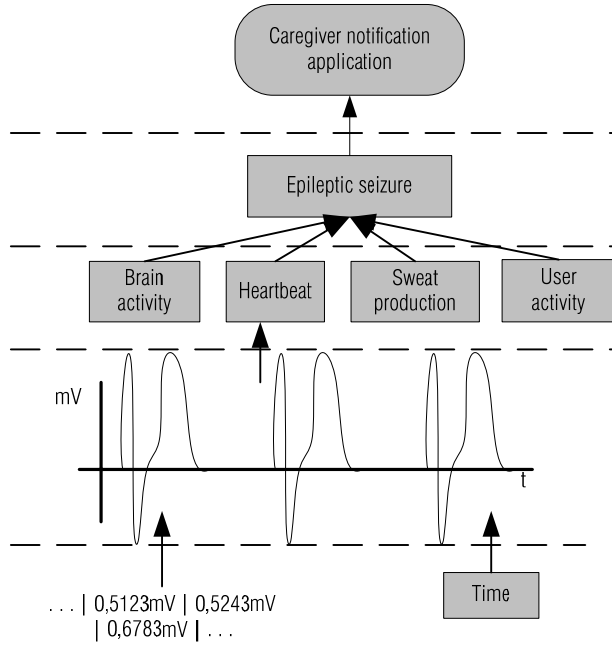 Caregiver notification
application
Epileptic seizure
Brain
activity
Heartbeat
Sweat
production
User
activity
mV
t
. . . | 0,5123mV | 0,5243mV
| 0,6783mV | . . .
Time